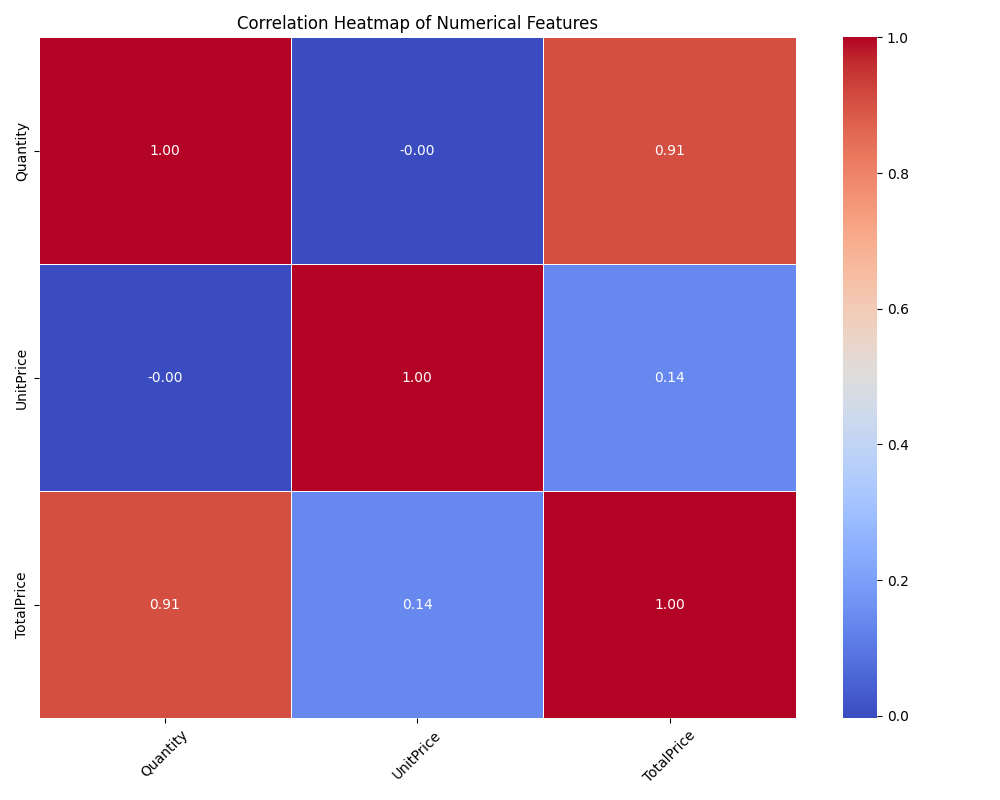 Correlation Heatmap of Numerical Features
Quantity
1.00
-0.00
0.91
UnitPrice
-0.00
1.00
0.14
TotalPrice
0.91
0.14
1.00
Quantity
UnitPrice
TotalPrice
1.0
0.8
0.6
0.4
0.2
0.0